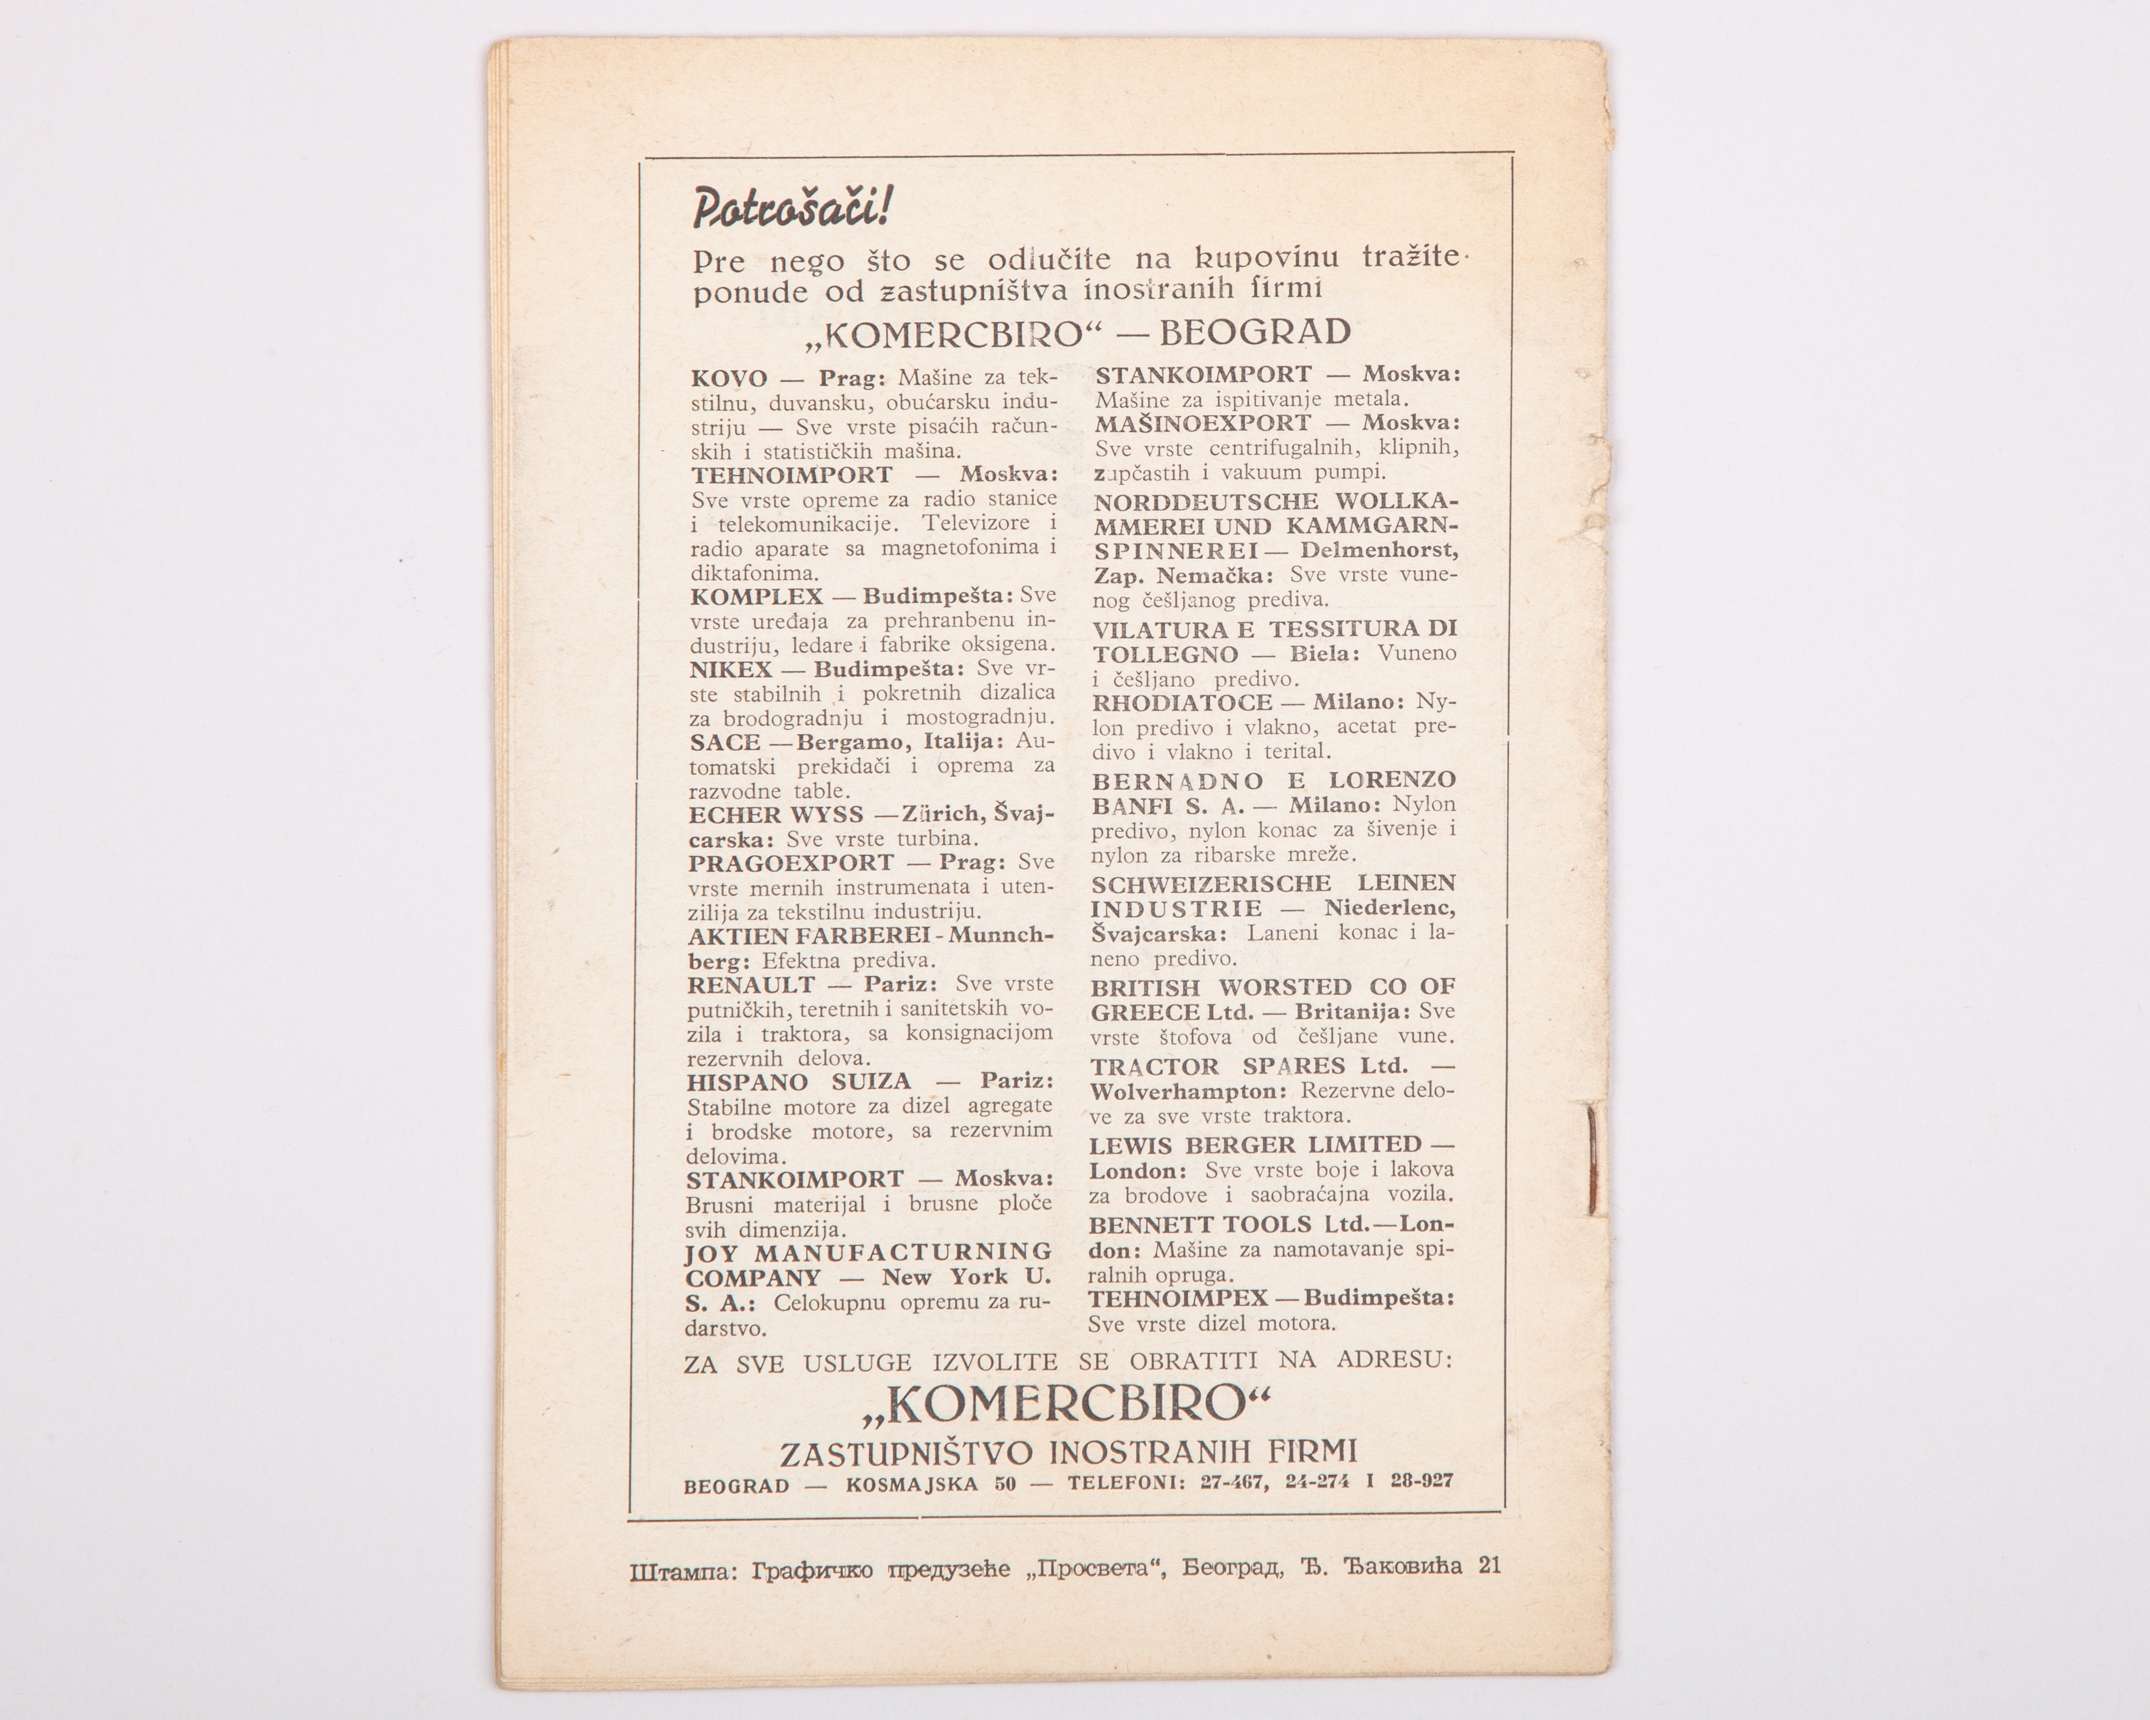 Potrošači!
Pre nego što se odlučite na kupovinu tražite
ponude od zastupništva inostranih firmi
„KOMERCBIRO“ — BEOGRAD
KOVO — Prag: Mašine za tek-
stilnu, duvansku, obućarsku indu-
striju — Sve vrste pisaćih račun-
skih i statističkih mašina.
TEHNOIMPORT — Moskva:
Sve vrste opreme za radio stanice
i telekomunikacije. Televizore i
radio aparate sa magnetofonima i
diktafonima.
KOMPLEX — Budimpešta: Sve
vrste uređaja za prehranbenu in-
dustriju, ledare i fabrike oksigena.
NIKEX — Budimpešta: Sve vr-
ste stabilnih i pokretnih dizalica
za brodogradnju i mostogradnju.
SACE — Bergamo, Italija: Au-
tomatski prekidači i oprema za
razvodne table.
ECHER WYSS — Zürich, Švaj-
carska: Sve vrste turbina.
PRAGOEXPORT — Prag: Sve
vrste mernih instrumenata i uten-
zilija za tekstilnu industriju.
AKTIEN FARBEREI - Munnch-
berg: Efektna prediva.
RENAULT — Pariz: Sve vrste
putničkih, teretnih i sanitetskih vo-
zila i traktora, sa konsignacijom
rezervnih delova.
HISPANO SUIZA — Pariz:
Stabilne motore za dizel agregate
i brodske motore, sa rezervnim
delovima.
STANKOIMPORT — Moskva:
Brusni materijal i brusne ploče
svih dimenzija.
JOY MANUFACTURNING
COMPANY — New York U.
S. A.: Celokupnu opremu za ru-
darstvo.
STANKOIMPORT — Moskva:
Mašine za ispitivanje metala.
MAŠINOEXPORT — Moskva:
Sve vrste centrifugalnih, klipnih,
zupčastih i vakuum pumpi.
NORDDEUTSCHE WOLLKA-
MMEREI UND KAMMGARN-
SPINNEREI — Delmenhorst,
Zap. Nemačka: Sve vrste vune-
nog češljanog prediva.
VILATURA E TESSITURA DI
TOLLEGNO — Biela: Vuneno
i češljano predivo.
RHODIATOCE — Milano: Ny-
lon predivo i vlakno, acetat pre-
divo i vlakno i terital.
BERNADNO E LORENZO
BANFI S. A. — Milano: Nylon
predivo, nylon konac za šivenje i
nylon za ribarske mreže.
SCHWEIZERISCHE LEINEN
INDUSTRIE — Niederlenc,
Švajcarska: Laneni konac i la-
neno predivo.
BRITISH WORSTED CO OF
GREECE Ltd. — Britanija: Sve
vrste štofova od češljane vune.
TRACTOR SPARES Ltd. —
Wolverhampton: Rezervne delo-
ve za sve vrste traktora.
LEWIS BERGER LIMITED —
London: Sve vrste boje i lakova
za brodove i saobraćajna vozila.
BENNETT TOOLS Ltd.—Lon-
don: Mašine za namotavanje spi-
ralnih opruga.
TEHNOIMPEX — Budimpešta:
Sve vrste dizel motora.
ZA SVE USLUGE IZVOLITE SE OBRATITI NA ADRESU:
„KOMERCBIRO“
ZASTUPNIŠTVO INOSTRANIH FIRMI
BEOGRAD — KOSMAJSKA 50 — TELEFONI: 27-467, 24-274 I 28-927
Штампа: Графичко предузеће „Просвета“, Београд, Ђ. Ђаковића 21